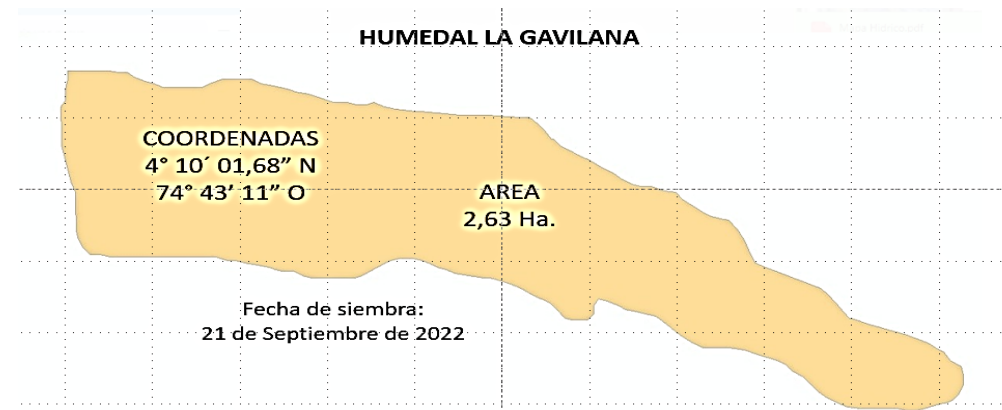 HUMEDAL LA GAVILANA
COORDENADAS
4° 10´ 01,68” N
74° 43’ 11” O
AREA
2,63 Ha.
Fecha de siembra:
21 de Septiembre de 2022